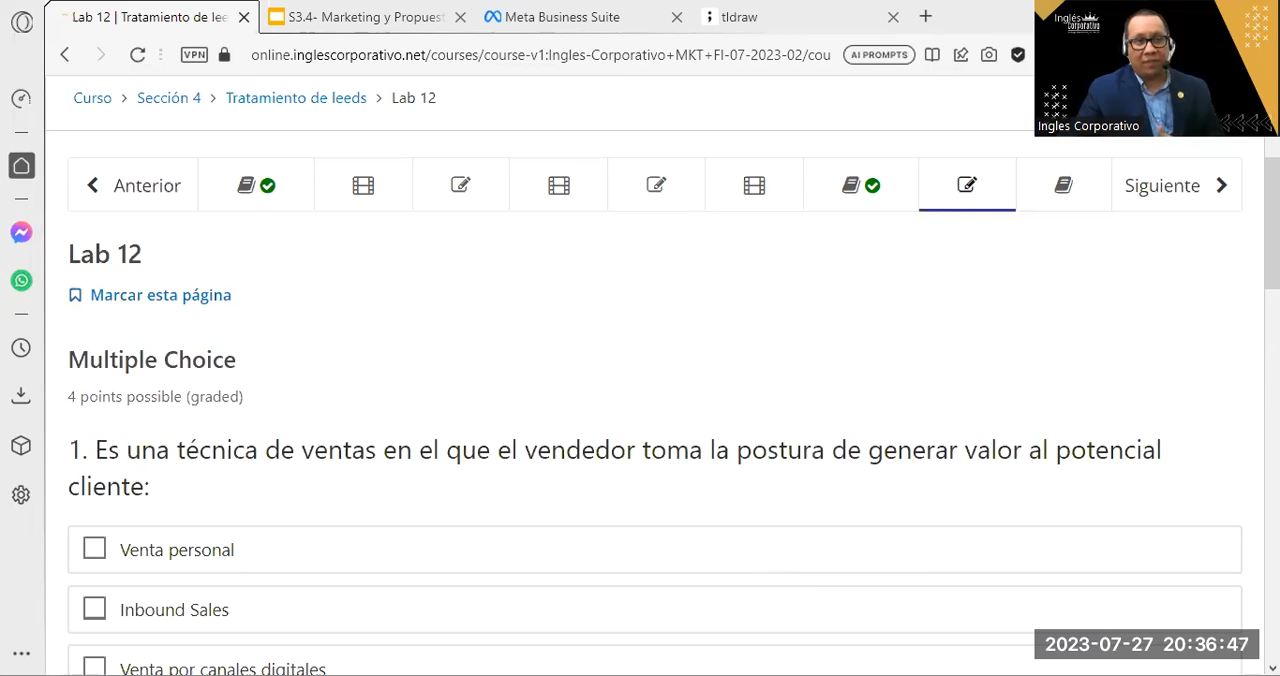 Lab 12 | Tratamiento de lee
S3.4- Marketing y Propuest
Meta Business Suite
tldraw
VPN
online.inglescorporativo.net/courses/course-v1:Ingles-Corporativo+MKT+FI-07-2023-02/cou
AI PROMPTS
Inglés
corporativo
Ingles Corporativo
Curso > Sección 4 > Tratamiento de leeds > Lab 12
Anterior
Siguiente
Lab 12
Marcar esta página
Multiple Choice
4 points possible (graded)
1. Es una técnica de ventas en el que el vendedor toma la postura de generar valor al potencial
cliente:
Venta personal
Inbound Sales
Venta por canales digitales
2023-07-27 20:36:47